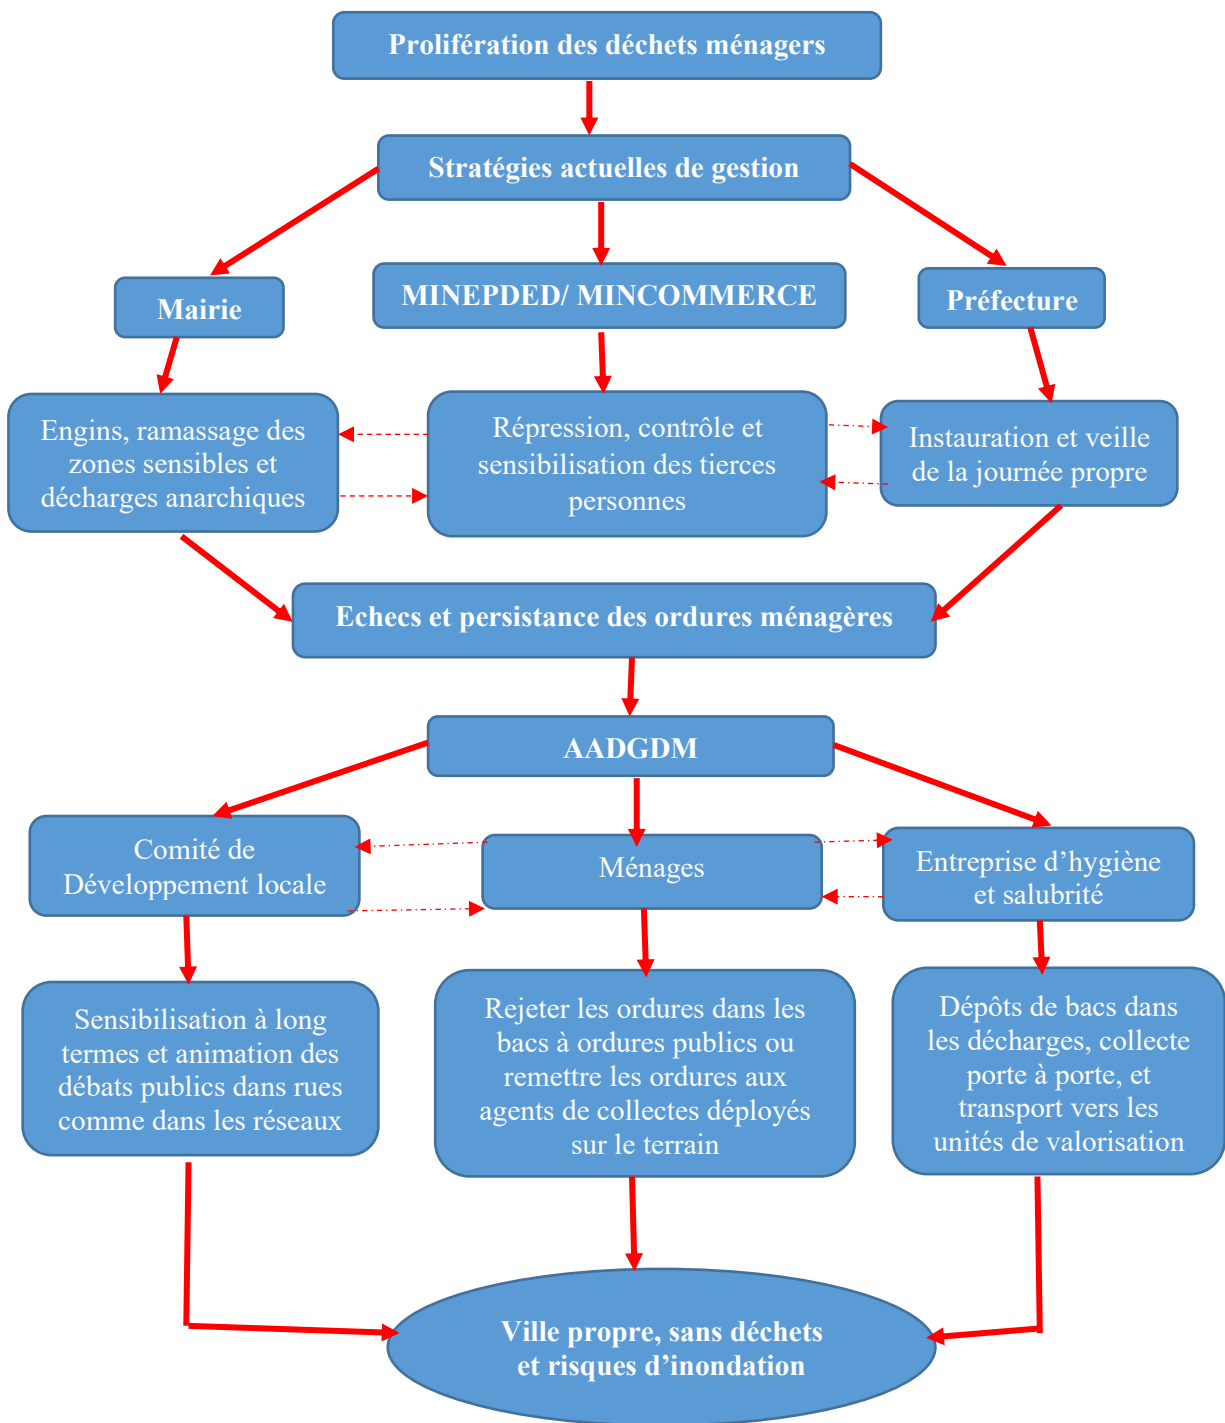 Prolifération des déchets ménagers
Stratégies actuelles de gestion
Mairie
MINEPDED/ MINCOMMERCE
Préfecture
Engins, ramassage des
zones sensibles et
décharges anarchiques
Répression, contrôle et
sensibilisation des tierces
personnes
Instauration et veille
de la journée propre
Echecs et persistance des ordures ménagères
AADGDM
Comité de
Développement locale
Ménages
Entreprise d’hygiène
et salubrité
Sensibilisation à long
termes et animation des
débats publics dans rues
comme dans les réseaux
Rejeter les ordures dans les
bacs à ordures publics ou
remettre les ordures aux
agents de collectes déployés
sur le terrain
Dépôts de bacs dans
les décharges, collecte
porte à porte, et
transport vers les
unités de valorisation
Ville propre, sans déchets
et risques d’inondation